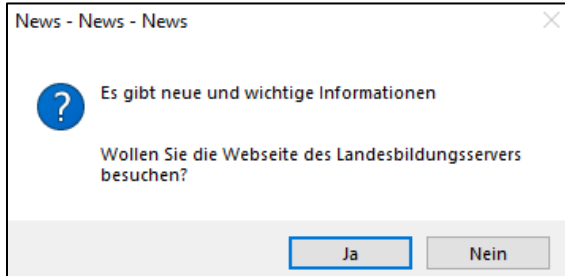 News - News - News
Es gibt neue und wichtige Informationen
Wollen Sie die Webseite des Landesbildungsservers
besuchen?
Ja
Nein